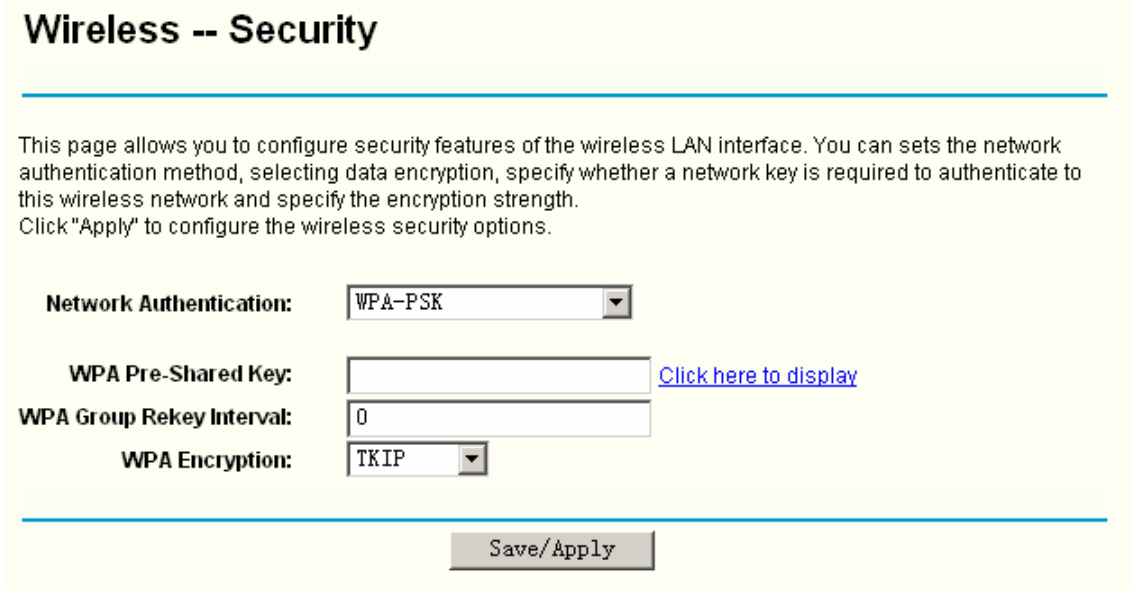 Wireless -- Security
This page allows you to configure security features of the wireless LAN interface. You can sets the network
authentication method, selecting data encryption, specify whether a network key is required to authenticate to
this wireless network and specify the encryption strength.
Click "Apply" to configure the wireless security options.
Network Authentication: WPA-PSK
WPA Pre-Shared Key: Click here to display
WPA Group Rekey Interval: 0
WPA Encryption: TKIP
Save/Apply